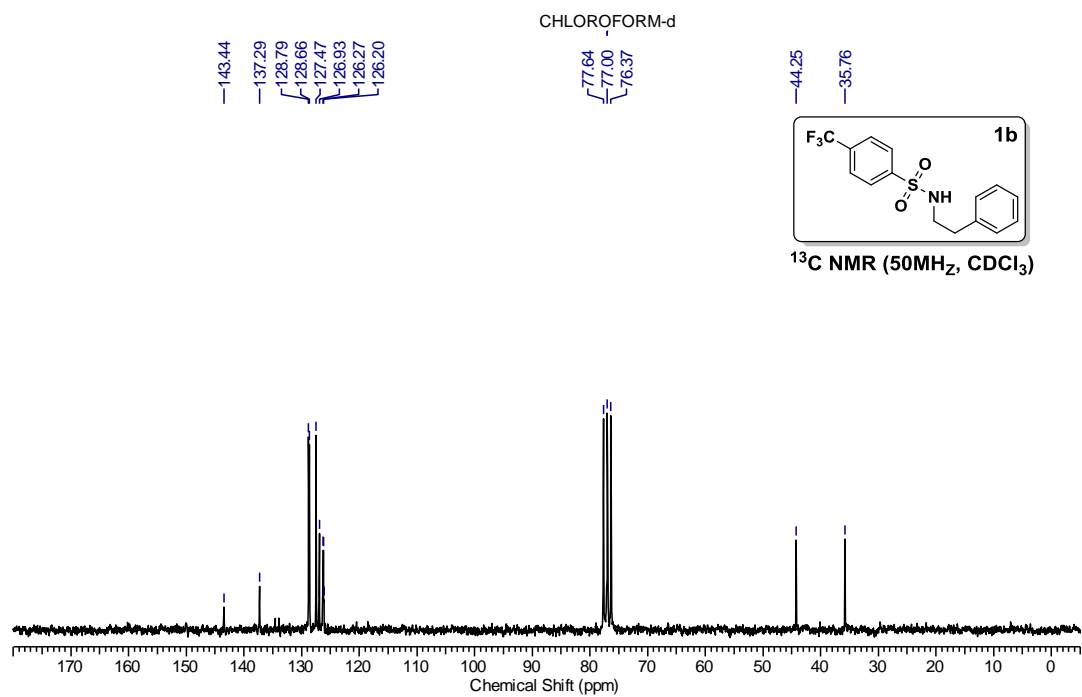 CHLOROFORM-d
143.44
137.29
128.79
128.66
127.47
126.93
126.27
126.20
77.64
77.00
76.37
44.25
35.76
1b
F₃C
O
S
NH
O
¹³C NMR (50MHz, CDCl₃)
170 160 150 140 130 120 110 100 90 80 70 60 50 40 30 20 10 0
Chemical Shift (ppm)